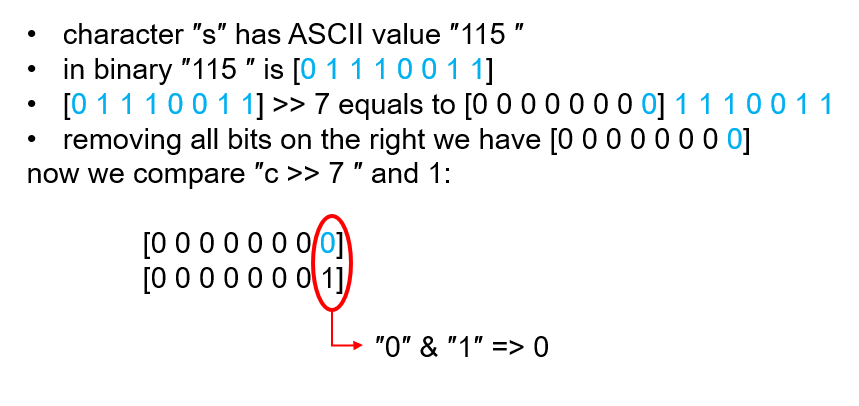 • character "s" has ASCII value "115 "
• in binary "115 " is [0 1 1 1 0 0 1 1]
• [0 1 1 1 0 0 1 1] >> 7 equals to [0 0 0 0 0 0 0 0] 1 1 1 0 0 1 1
• removing all bits on the right we have [0 0 0 0 0 0 0 0]
now we compare "c >> 7 " and 1:
[0 0 0 0 0 0 0 0]
[0 0 0 0 0 0 0 1]
"0" & "1" => 0